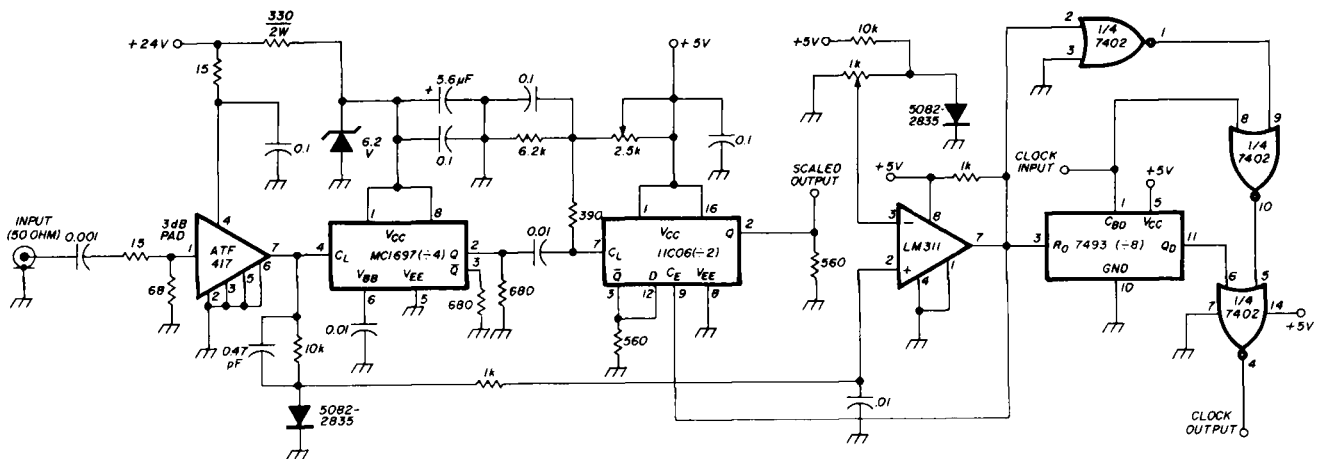 +24V
330
2W
15
0.1
6.2
V
5.6µF
+
0.1
0.1
6.2k
2.5k
+5V
0.1
390
INPUT
(50 OHM)
0.001
15
3dB
PAD
68
1
ATF
417
4
7
2
3
5
6
0.47
pF
10k
5082-
2835
4
CL
1
8
VCC
MC1697(÷4)
VBB
VEE
Q
Q
2
3
6
5
0.01
680
680
0.01
7
CL
1
16
VCC
11C06(÷2)
Q
2
Q
D
CE
VEE
3
12
9
8
560
SCALED
OUTPUT
560
1k
.01
+5V
10k
1k
5082-
2835
+5V
1k
3
−
8
LM311
7
2
+
4
1
2
3
1/4
7402
1
CLOCK
INPUT
+5V
1
5
CBD
VCC
3
RO
7493 (÷8)
QD
11
GND
10
8
9
1/4
7402
10
6
5
7
1/4
7402
14
+5V
4
CLOCK
OUTPUT